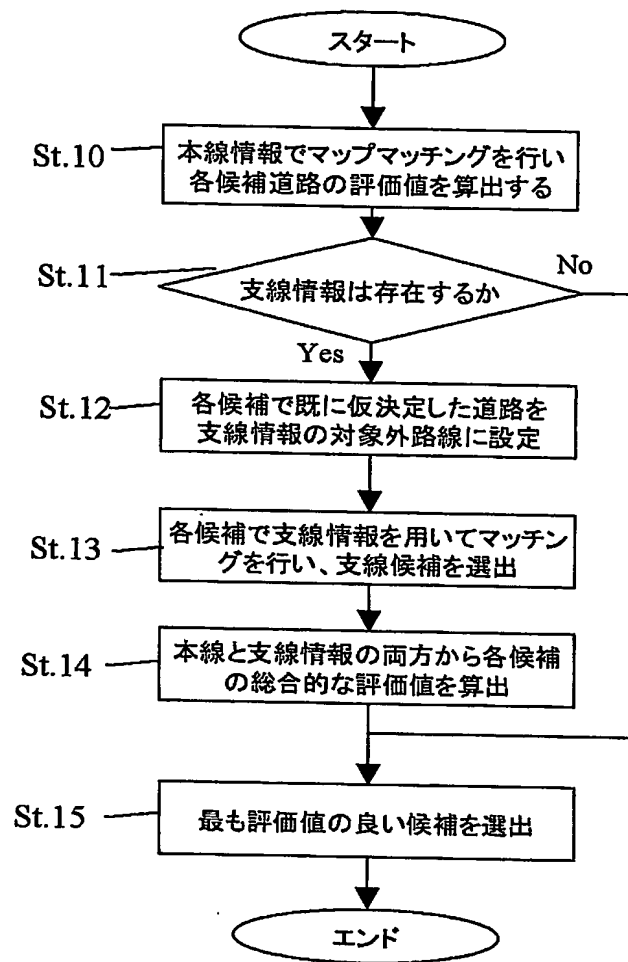 スタート
St.10
本線情報でマップマッチングを行い
各候補道路の評価値を算出する
St.11
支線情報は存在するか
No
Yes
St.12
各候補で既に仮決定した道路を
支線情報の対象外路線に設定
St.13
各候補で支線情報を用いてマッチン
グを行い、支線候補を選出
St.14
本線と支線情報の両方から各候補
の総合的な評価値を算出
St.15
最も評価値の良い候補を選出
エンド